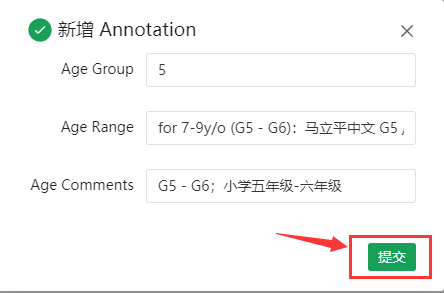 新增 Annotation
Age Group 5
Age Range for 7-9y/o (G5 - G6)：马立平中文 G5 /
Age Comments G5 - G6；小学五年级-六年级
提交